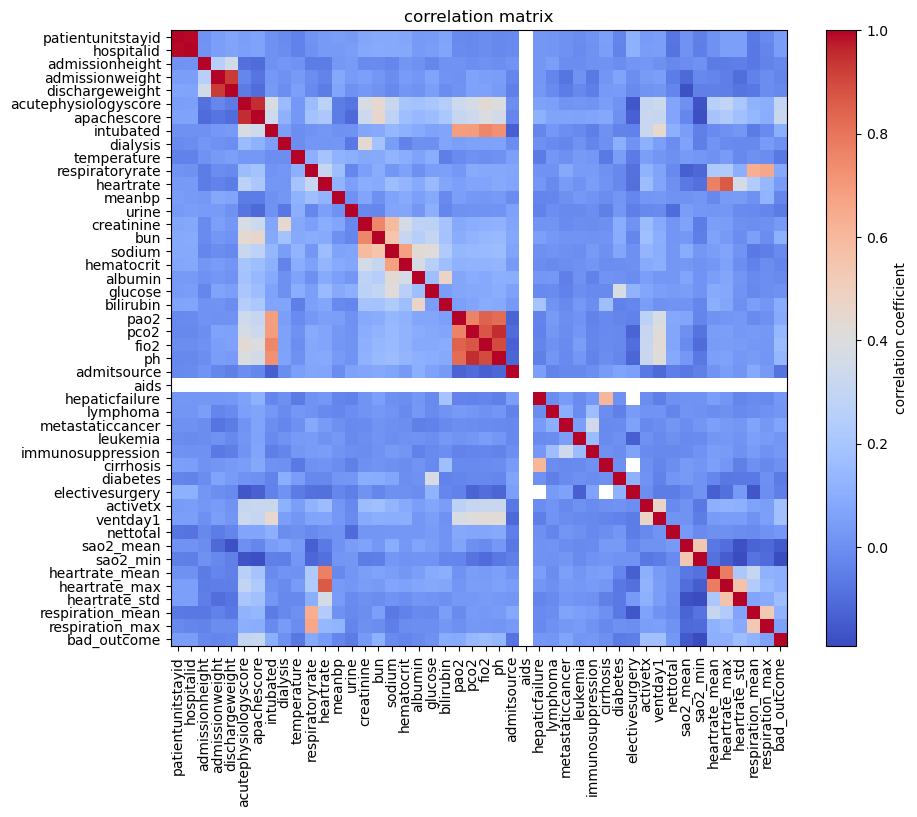 correlation matrix
patientunitstayid
hospitalid
admissionheight
admissionweight
dischargeweight
acutephysiologyscore
apachescore
intubated
dialysis
temperature
respiratoryrate
heartrate
meanbp
urine
creatinine
bun
sodium
hematocrit
albumin
glucose
bilirubin
pao2
pco2
fio2
ph
admitsource
aids
hepaticfailure
lymphoma
metastaticcancer
leukemia
immunosuppression
cirrhosis
diabetes
electivesurgery
activetx
ventday1
nettotal
sao2_mean
sao2_min
heartrate_mean
heartrate_max
heartrate_std
respiration_mean
respiration_max
bad_outcome
patientunitstayid
hospitalid
admissionheight
admissionweight
dischargeweight
acutephysiologyscore
apachescore
intubated
dialysis
temperature
respiratoryrate
heartrate
meanbp
urine
creatinine
bun
sodium
hematocrit
albumin
glucose
bilirubin
pao2
pco2
fio2
ph
admitsource
aids
hepaticfailure
lymphoma
metastaticcancer
leukemia
immunosuppression
cirrhosis
diabetes
electivesurgery
activetx
ventday1
nettotal
sao2_mean
sao2_min
heartrate_mean
heartrate_max
heartrate_std
respiration_mean
respiration_max
bad_outcome
1.0
0.8
0.6
0.4
0.2
0.0
correlation coefficient